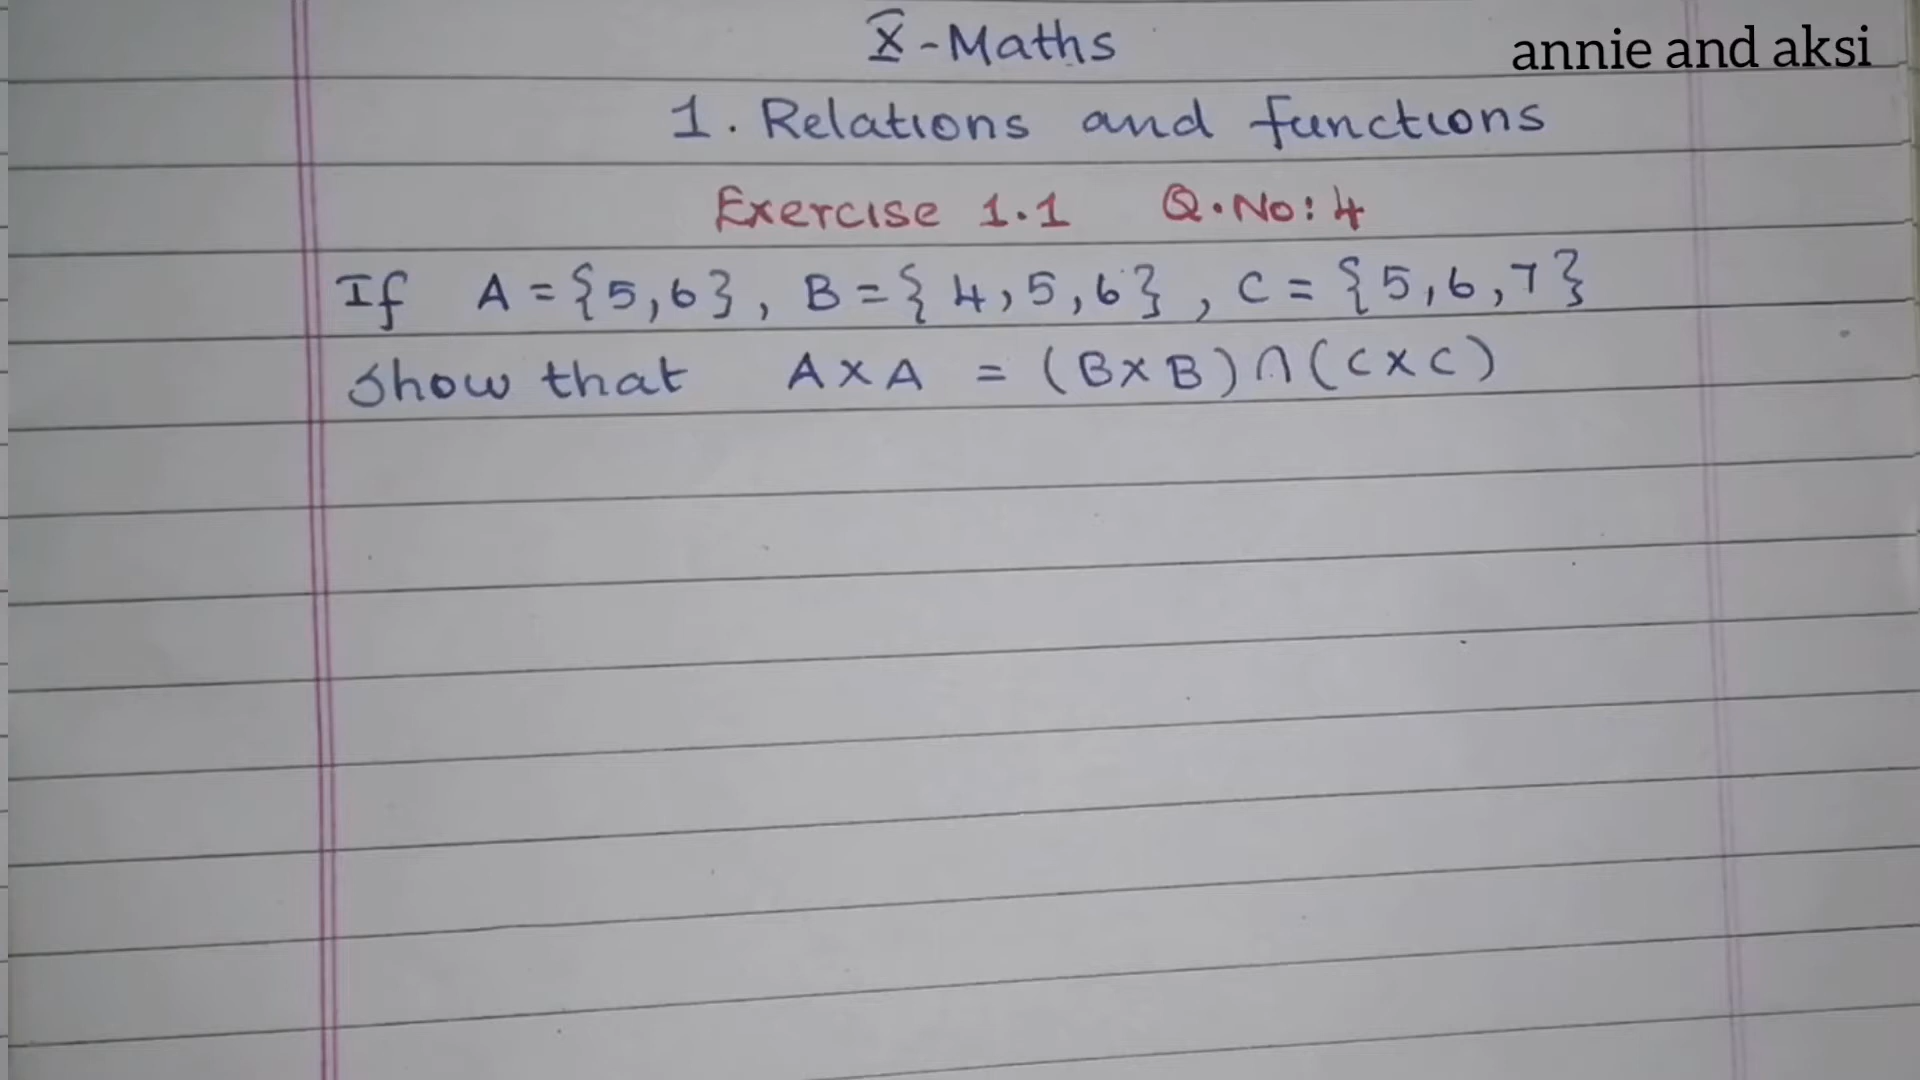 X-Maths
annie and aksi
1. Relations and functions
Exercise 1.1 Q.No: 4
If A = {5,6}, B = {4,5,6}, C = {5,6,7}
Show that A×A = (B×B)∩(C×C)